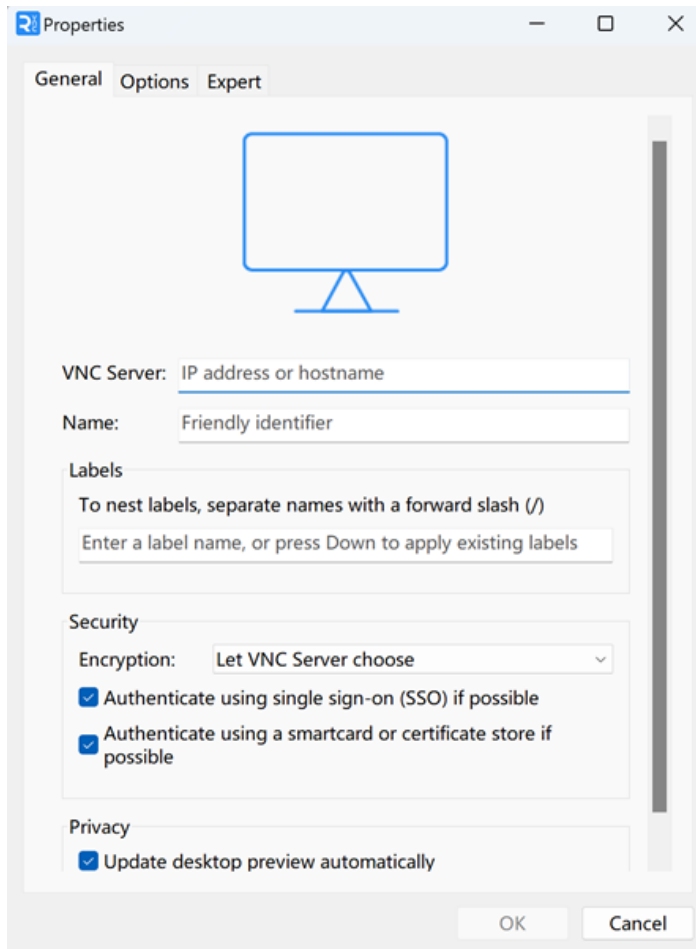 Properties
General Options Expert
VNC Server: IP address or hostname
Name: Friendly identifier
Labels
To nest labels, separate names with a forward slash (/)
Enter a label name, or press Down to apply existing labels
Security
Encryption: Let VNC Server choose
Authenticate using single sign-on (SSO) if possible
Authenticate using a smartcard or certificate store if
possible
Privacy
Update desktop preview automatically
OK Cancel